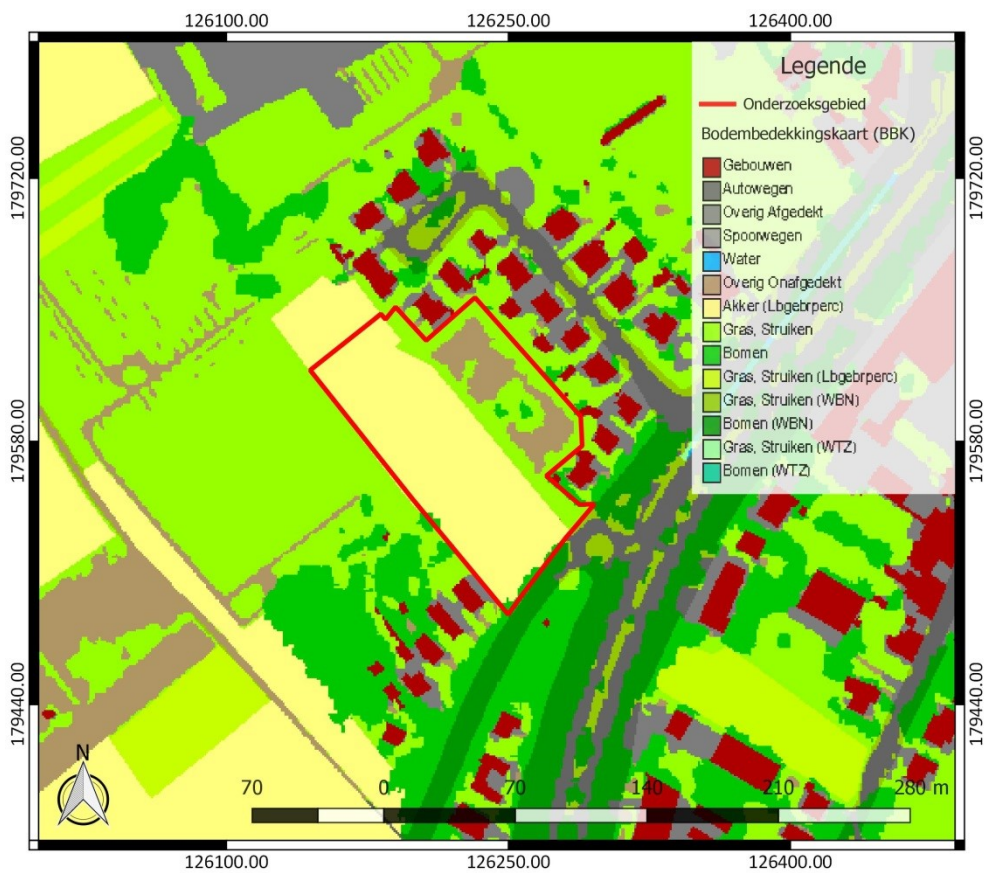 126100.00
126250.00
126400.00
Legende
Onderzoeksgebied
Bodembedekkingskaart (BBK)
Gebouwen
Autowegen
Overig Afgedekt
Spoorwegen
Water
Overig Onafgedekt
Akker (Lbgebrperc)
Gras, Struiken
Bomen
Gras, Struiken (Lbgebrperc)
Gras, Struiken (WBN)
Bomen (WBN)
Gras, Struiken (WTZ)
Bomen (WTZ)
179720.00
179720.00
179580.00
179580.00
179440.00
179440.00
N
70
0
70
140
210
280 m
126100.00
126250.00
126400.00